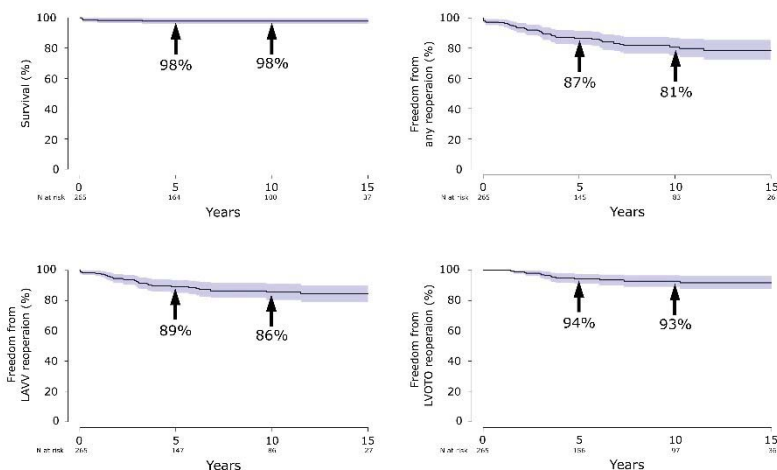 100
80
60
40
20
0
Survival (%)
98%
98%
0 5 10 15
N at risk 265 164 100 37
Years
100
80
60
40
20
0
Freedom from
any reoperaion (%)
87%
81%
0 5 10 15
N at risk 265 145 83 26
Years
100
80
60
40
20
0
Freedom from
LAVV reoperaion (%)
89%
86%
0 5 10 15
N at risk 265 147 86 27
Years
100
80
60
40
20
0
Freedom from
LVOTO reoperaion (%)
94%
93%
0 5 10 15
N at risk 265 156 97 36
Years